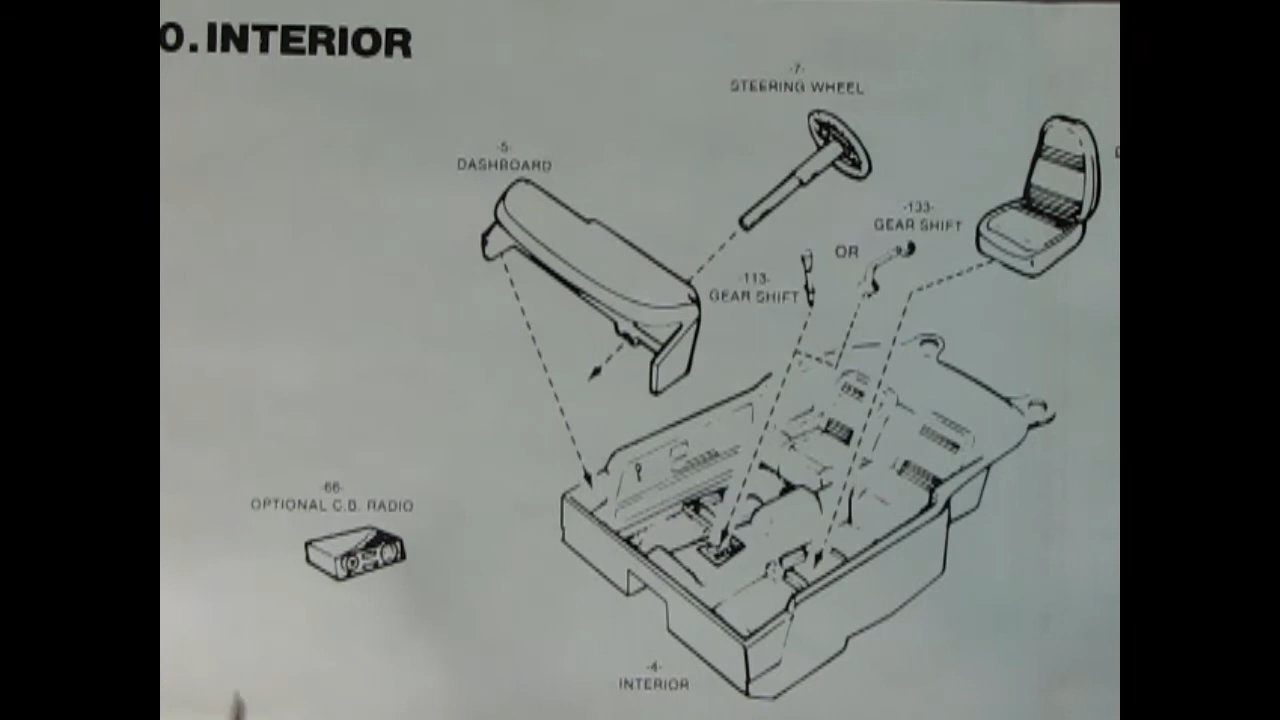 0. INTERIOR
-7-
STEERING WHEEL
-5-
DASHBOARD
-133-
GEAR SHIFT
OR
-113-
GEAR SHIFT
-66-
OPTIONAL C.B. RADIO
-4-
INTERIOR